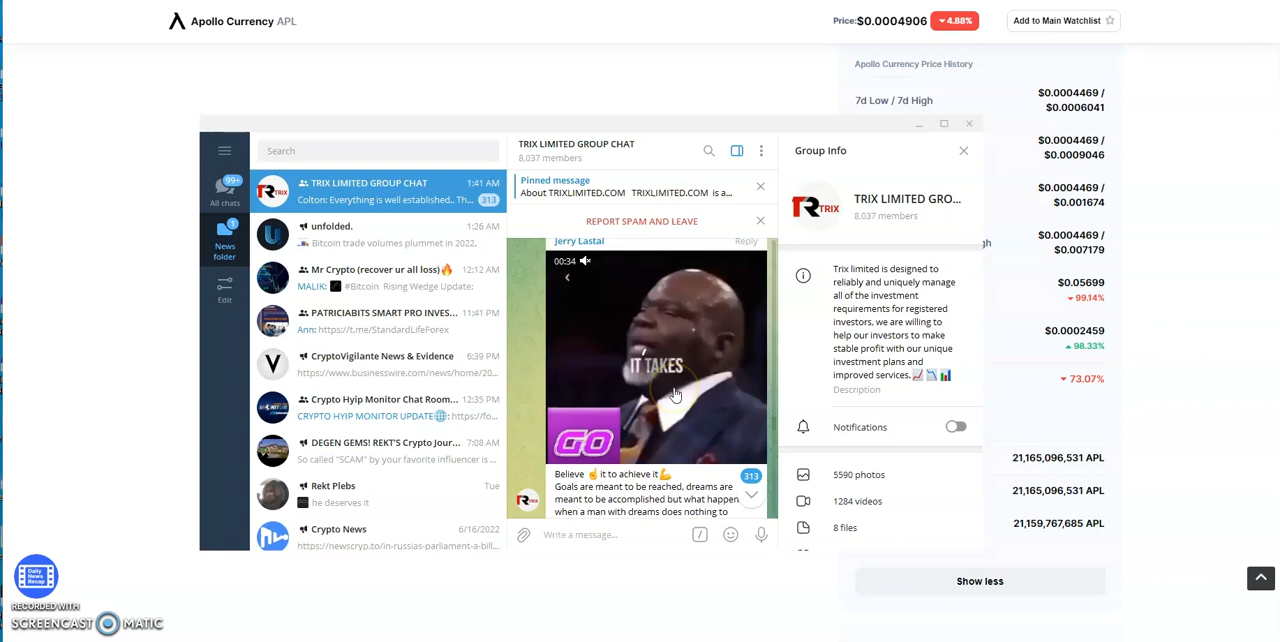 Apollo Currency APL
Price: $0.0004906 4.88%
Add to Main Watchlist
Apollo Currency Price History
7d Low / 7d High
$0.0004469 /
$0.0006041
$0.0004469 /
$0.0009046
$0.0004469 /
$0.001674
$0.0004469 /
$0.007179
gh
$0.05699
99.14%
$0.0002459
98.33%
73.07%
21,165,096,531 APL
21,165,096,531 APL
21,159,767,685 APL
Show less
99+
All chats
1
News
folder
Edit
Search
TRIX LIMITED GROUP CHAT 1:41 AM
Colton: Everything is well established.. Th... 313
unfolded. 1:26 AM
Bitcoin trade volumes plummet in 2022,
Mr Crypto (recover ur all loss) 12:12 AM
MALIK: #Bitcoin Rising Wedge Update:
PATRICIABITS SMART PRO INVES... 11:41 PM
Ann: https://t.me/StandardLifeForex
CryptoVigilante News & Evidence 6:39 PM
https://www.businesswire.com/news/home/20...
Crypto Hyip Monitor Chat Room... 12:35 PM
CRYPTO HYIP MONITOR UPDATE: https://fo...
DEGEN GEMS! REKT'S Crypto Jour... 7:08 AM
So called "SCAM" by your favorite influencer is ...
Rekt Plebs Tue
he deserves it
Crypto News 6/16/2022
https://newscryp.to/in-russias-parliament-a-bill...
TRIX LIMITED GROUP CHAT
8,037 members
Pinned message
About TRIXLIMITED.COM TRIXLIMITED.COM is a...
REPORT SPAM AND LEAVE
Jerry Lastal Reply
00:34
IT TAKES
GO
Believe ☝it to achieve it💪
Goals are meant to be reached, dreams are
meant to be accomplished but what happen
when a man with dreams does nothing to
313
TRIX
Write a message...
Group Info
TRIX
TRIX LIMITED GRO...
8,037 members
Trix limited is designed to
reliably and uniquely manage
all of the investment
requirements for registered
investors, we are willing to
help our investors to make
stable profit with our unique
investment plans and
improved services.📈📉📊
Description
Notifications
5590 photos
1284 videos
8 files
Daily
News
Recap
RECORDED WITH
SCREENCAST MATIC